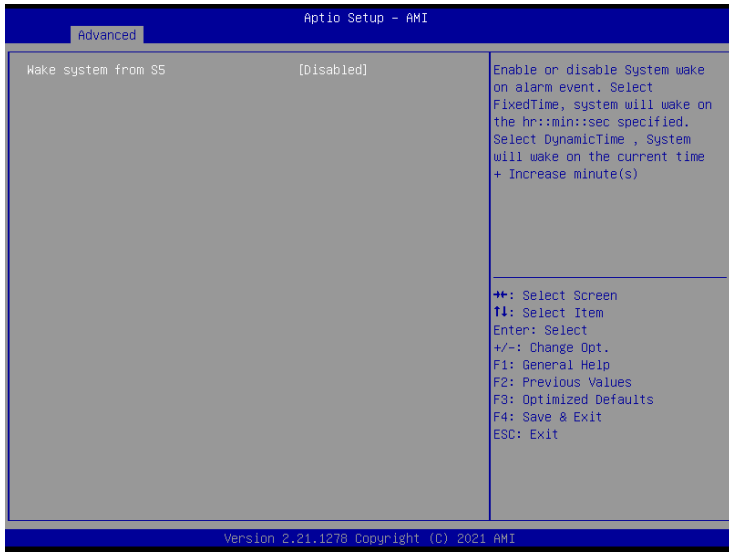 Aptio Setup – AMI
Advanced
Wake system from S5 [Disabled]
Enable or disable System wake
on alarm event. Select
FixedTime, system will wake on
the hr::min::sec specified.
Select DynamicTime , System
will wake on the current time
+ Increase minute(s)
→←: Select Screen
↑↓: Select Item
Enter: Select
+/-: Change Opt.
F1: General Help
F2: Previous Values
F3: Optimized Defaults
F4: Save & Exit
ESC: Exit
Version 2.21.1278 Copyright (C) 2021 AMI